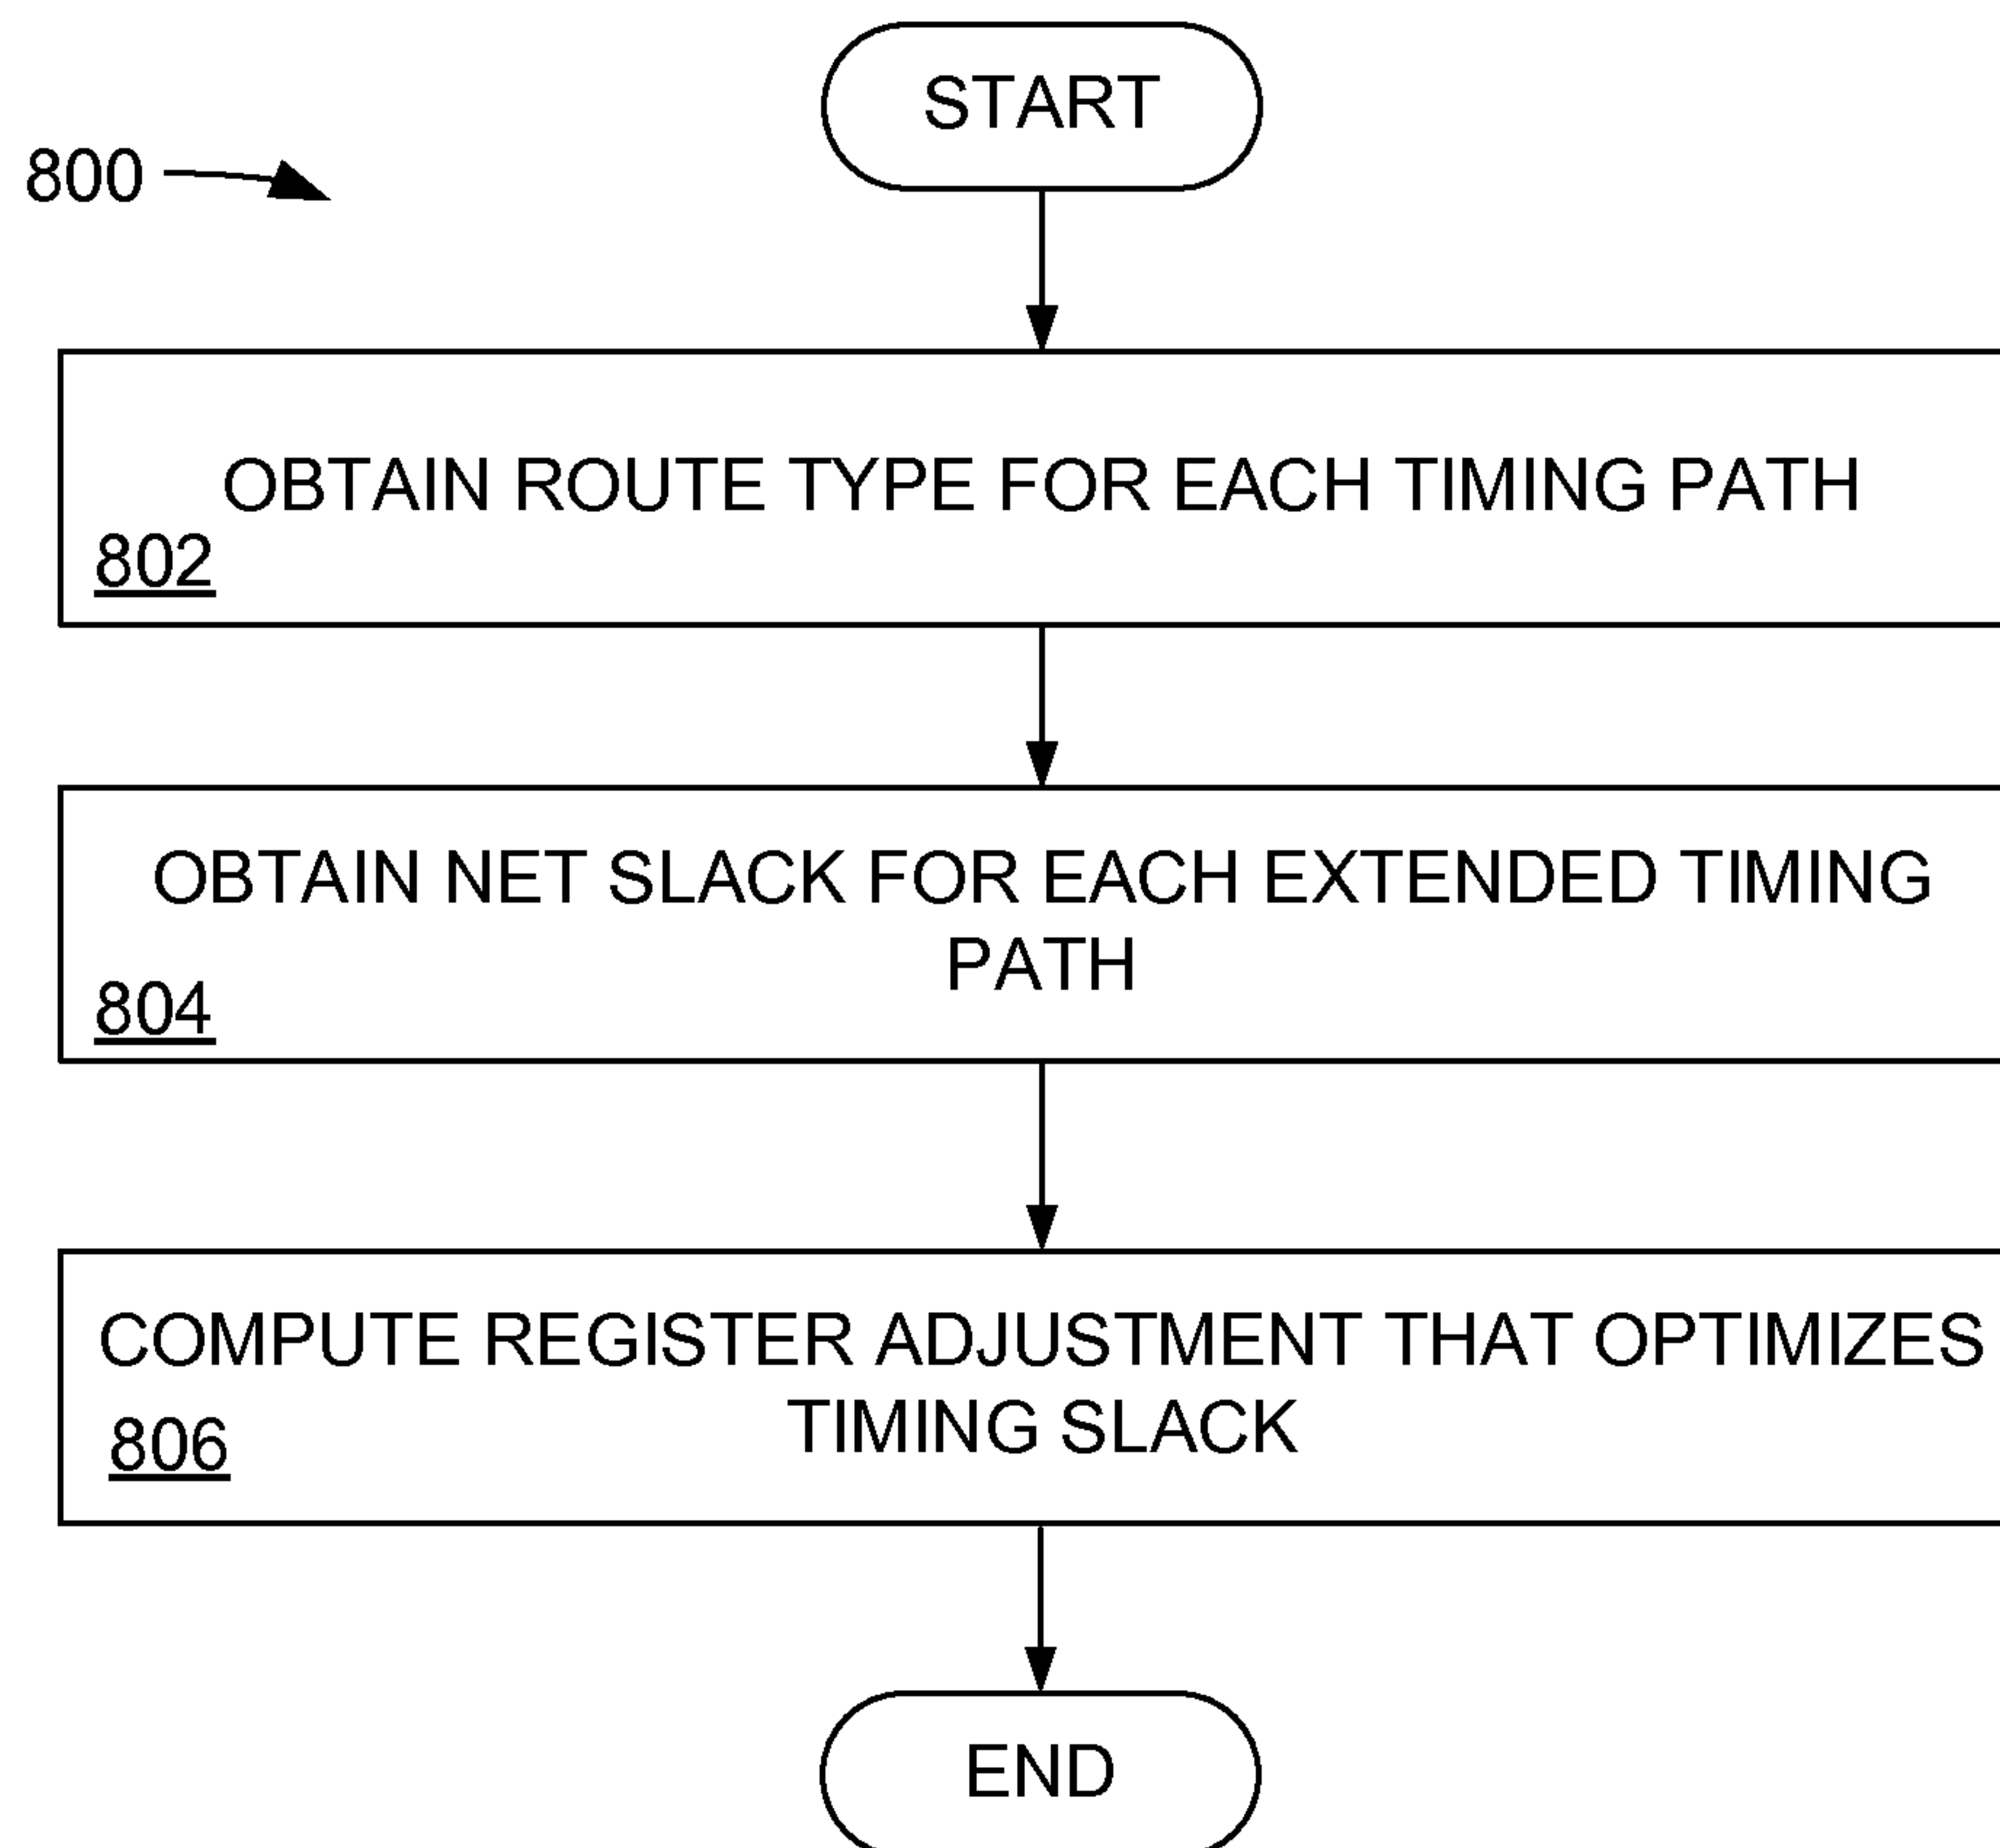 START
800
OBTAIN ROUTE TYPE FOR EACH TIMING PATH
802
OBTAIN NET SLACK FOR EACH EXTENDED TIMING
PATH
804
COMPUTE REGISTER ADJUSTMENT THAT OPTIMIZES
TIMING SLACK
806
END